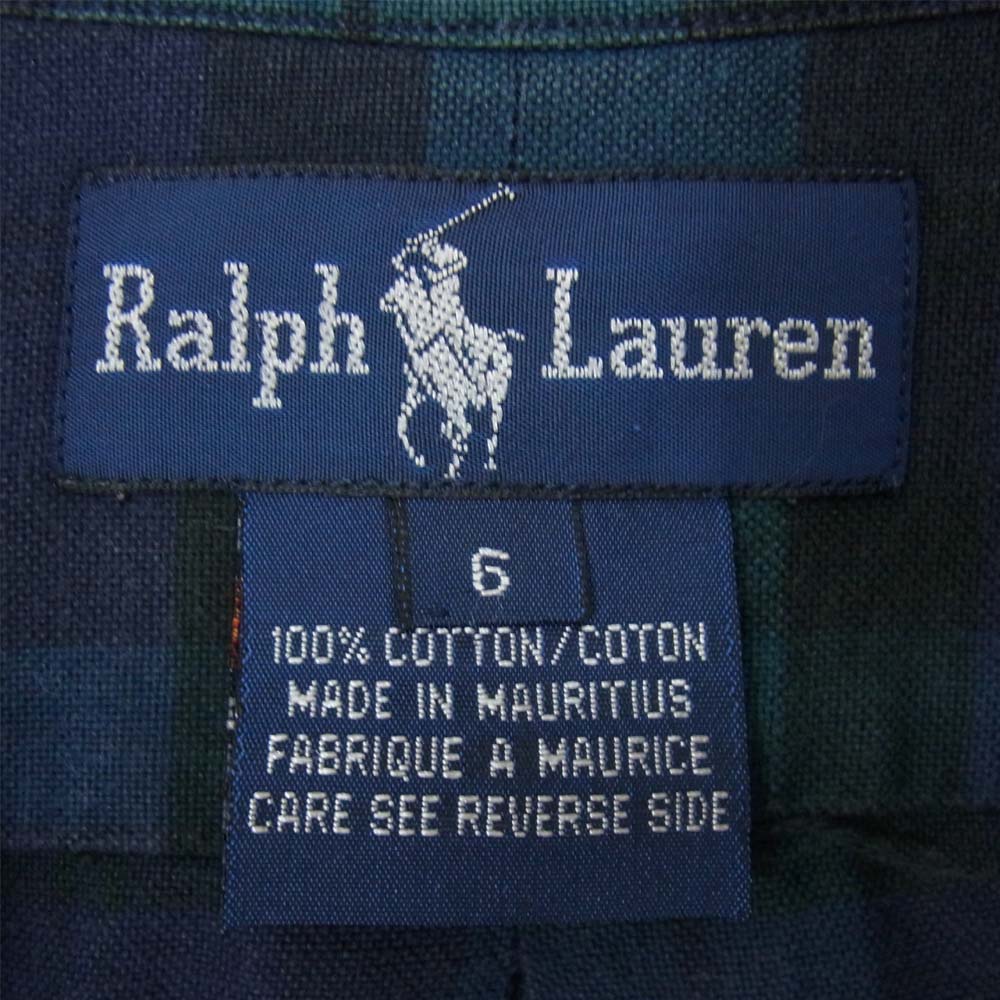 Ralph Lauren
6
100% COTTON/COTON
MADE IN MAURITIUS
FABRIQUE A MAURICE
CARE SEE REVERSE SIDE